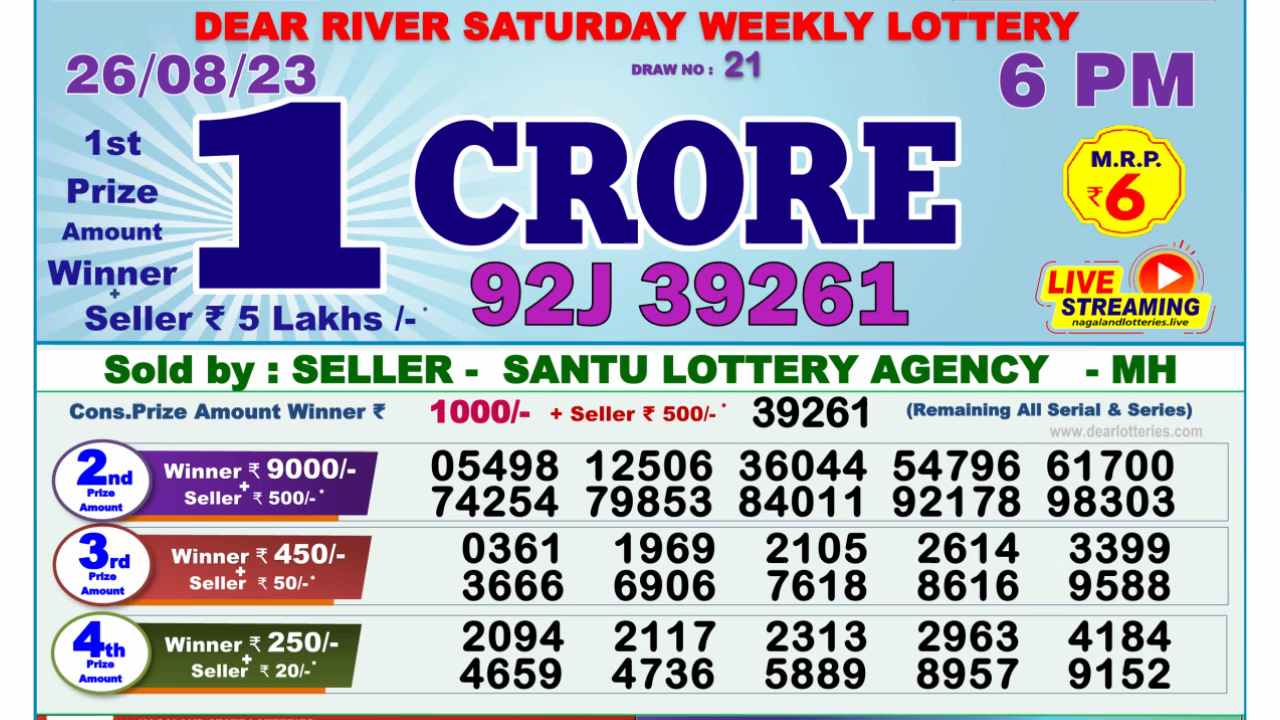 DEAR RIVER SATURDAY WEEKLY LOTTERY
26/08/23
DRAW NO : 21
6 PM
1st
Prize
Amount
Winner
+
Seller ₹ 5 Lakhs /-*
1 CRORE
92J 39261
M.R.P.
₹6
LIVE
STREAMING
nagalandlotteries.live
Sold by : SELLER - SANTU LOTTERY AGENCY - MH
Cons.Prize Amount Winner ₹ 1000/- + Seller ₹ 500/-* 39261 (Remaining All Serial & Series)
www.dearlotteries.com
2nd
Prize
Amount
Winner ₹ 9000/-
+
Seller ₹ 500/-*
05498 12506 36044 54796 61700
74254 79853 84011 92178 98303
3rd
Prize
Amount
Winner ₹ 450/-
+
Seller ₹ 50/-*
0361 1969 2105 2614 3399
3666 6906 7618 8616 9588
4th
Prize
Amount
Winner ₹ 250/-
+
Seller ₹ 20/-*
2094 2117 2313 2963 4184
4659 4736 5889 8957 9152